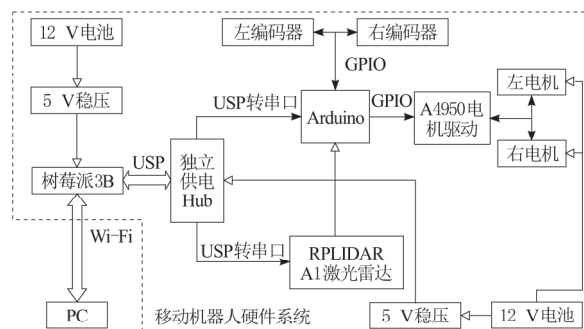 12 V电池
左编码器
右编码器
GPIO
5 V稳压
USP转串口
Arduino
GPIO
A4950电
机驱动
左电机
右电机
树莓派3B
USP
独立
供电
Hub
Wi-Fi
USP转串口
RPLIDAR
A1激光雷达
PC
移动机器人硬件系统
5 V稳压
12 V电池